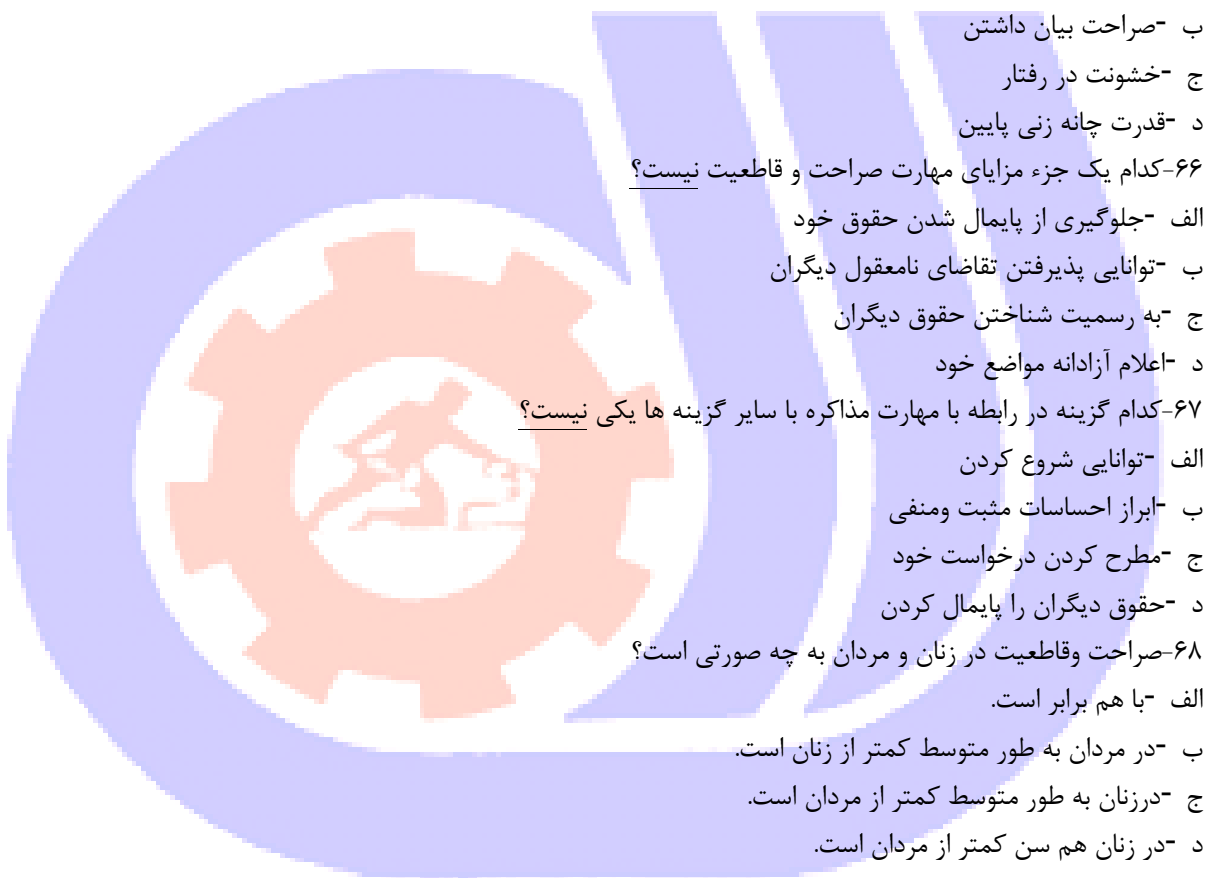 ب -صراحت بیان داشتن
ج -خشونت در رفتار
د -قدرت چانه زنی پایین
۶۶-کدام یک جزء مزایای مهارت صراحت و قاطعیت نیست؟
الف -جلوگیری از پایمال شدن حقوق خود
ب -توانایی پذیرفتن تقاضای نامعقول دیگران
ج -به رسمیت شناختن حقوق دیگران
د -اعلام آزادانه مواضع خود
۶۷-کدام گزینه در رابطه با مهارت مذاکره با سایر گزینه ها یکی نیست؟
الف -توانایی شروع کردن
ب -ابراز احساسات مثبت ومنفی
ج -مطرح کردن درخواست خود
د -حقوق دیگران را پایمال کردن
۶۸-صراحت وقاطعیت در زنان و مردان به چه صورتی است؟
الف -با هم برابر است.
ب -در مردان به طور متوسط کمتر از زنان است.
ج -درزنان به طور متوسط کمتر از مردان است.
د -در زنان هم سن کمتر از مردان است.